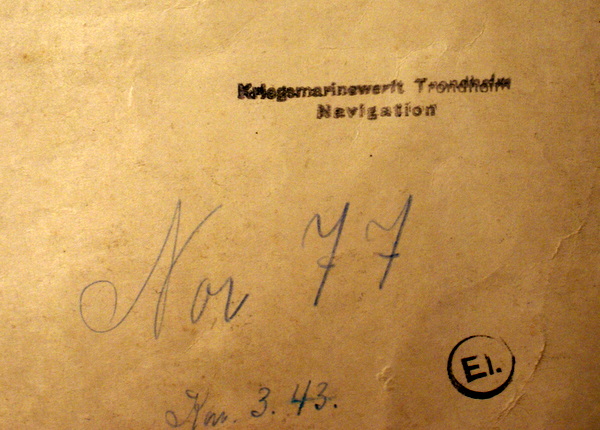 Kriegsmarinewerft Trondheim
Navigation
Nor 77
El.
3. 43.